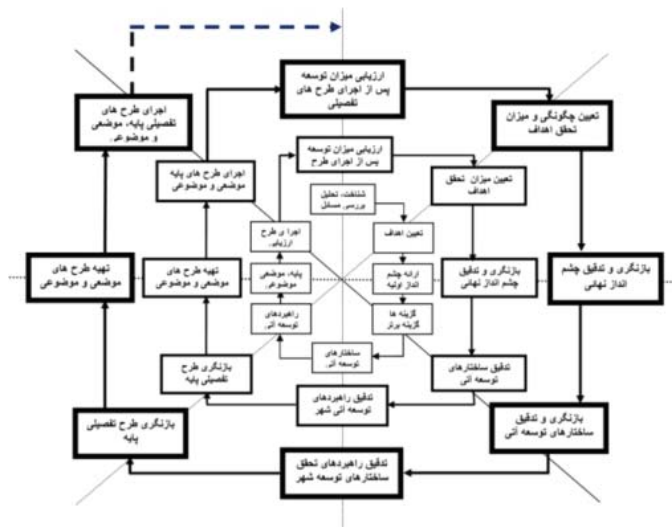 ارزیابی میزان توسعه
پس از اجرای طرح های
تفصیلی
اجرای طرح های
تفصیلی پایه، موضعی
و موضوعی.
تعیین چگونگی و میزان
تحقق اهداف
ارزیابی میزان توسعه
پس از اجرای طرح
اجرای طرح های پایه
موضعی و موضوعی
تعیین میزان تحقق
اهداف
شناخت، تحلیل
بررسی مسائل
اجرا ی طرح
ارزیابی.
تعیین اهداف
تهیه طرح های
موضعی و موضوعی
تهیه طرح های
موضعی و موضوعی
پایه، موضعی
موضوعی.
ارائه چشم
انداز اولیه
بازنگری و تدقیق
چشم انداز نهائی
بازنگری و تدقیق چشم
انداز نهائی
راهبردهای
توسعه آتی.
گزینه ها
گزینه برتر
ساختارهای
توسعه آتی.
بازنگری طرح
تفصیلی پایه
تدقیق ساختارهای
توسعه آتی
تدقیق راهبردهای
توسعه آتی شهر
بازنگری طرح تفصیلی
پایه
بازنگری و تدقیق
ساختارهای توسعه آتی
تدقیق راهبردهای تحقق
ساختارهای توسعه شهر